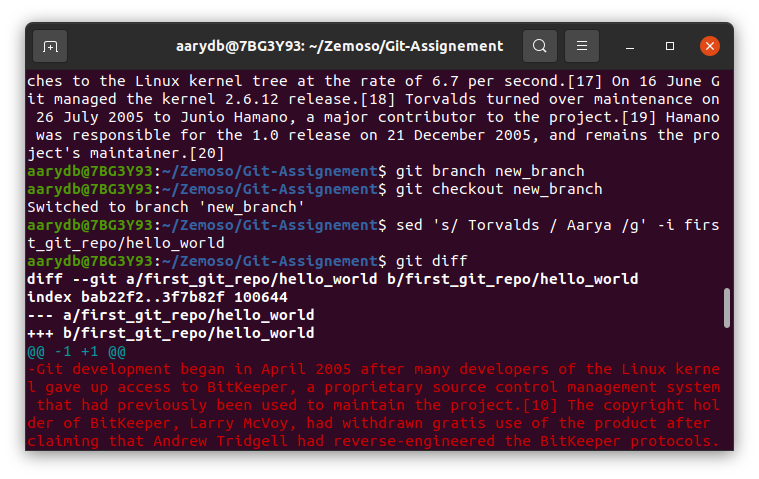 aarydb@7BG3Y93: ~/Zemoso/Git-Assignement
ches to the Linux kernel tree at the rate of 6.7 per second.[17] On 16 June G
it managed the kernel 2.6.12 release.[18] Torvalds turned over maintenance on
 26 July 2005 to Junio Hamano, a major contributor to the project.[19] Hamano
 was responsible for the 1.0 release on 21 December 2005, and remains the pro
ject's maintainer.[20]
aarydb@7BG3Y93:~/Zemoso/Git-Assignement$ git branch new_branch
aarydb@7BG3Y93:~/Zemoso/Git-Assignement$ git checkout new_branch
Switched to branch 'new_branch'
aarydb@7BG3Y93:~/Zemoso/Git-Assignement$ sed 's/ Torvalds / Aarya /g' -i firs
t_git_repo/hello_world
aarydb@7BG3Y93:~/Zemoso/Git-Assignement$ git diff
diff --git a/first_git_repo/hello_world b/first_git_repo/hello_world
index bab22f2..3f7b82f 100644
--- a/first_git_repo/hello_world
+++ b/first_git_repo/hello_world
@@ -1 +1 @@
-Git development began in April 2005 after many developers of the Linux kerne
l gave up access to BitKeeper, a proprietary source control management system
 that had previously been used to maintain the project.[10] The copyright hol
der of BitKeeper, Larry McVoy, had withdrawn gratis use of the product after
claiming that Andrew Tridgell had reverse-engineered the BitKeeper protocols.